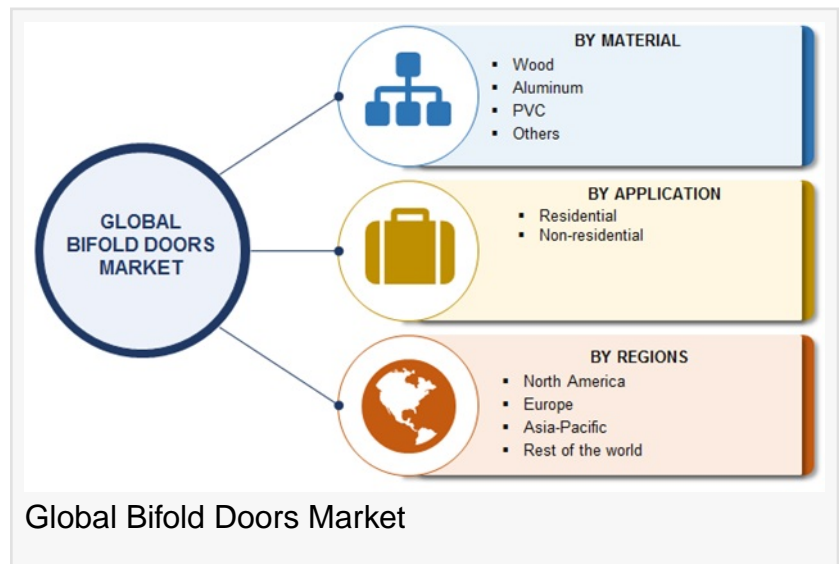 GLOBAL
BIFOLD DOORS
MARKET
BY MATERIAL
▪ Wood
▪ Aluminum
▪ PVC
▪ Others
BY APPLICATION
▪ Residential
▪ Non-residential
BY REGIONS
▪ North America
▪ Europe
▪ Asia-Pacific
▪ Rest of the world
Global Bifold Doors Market